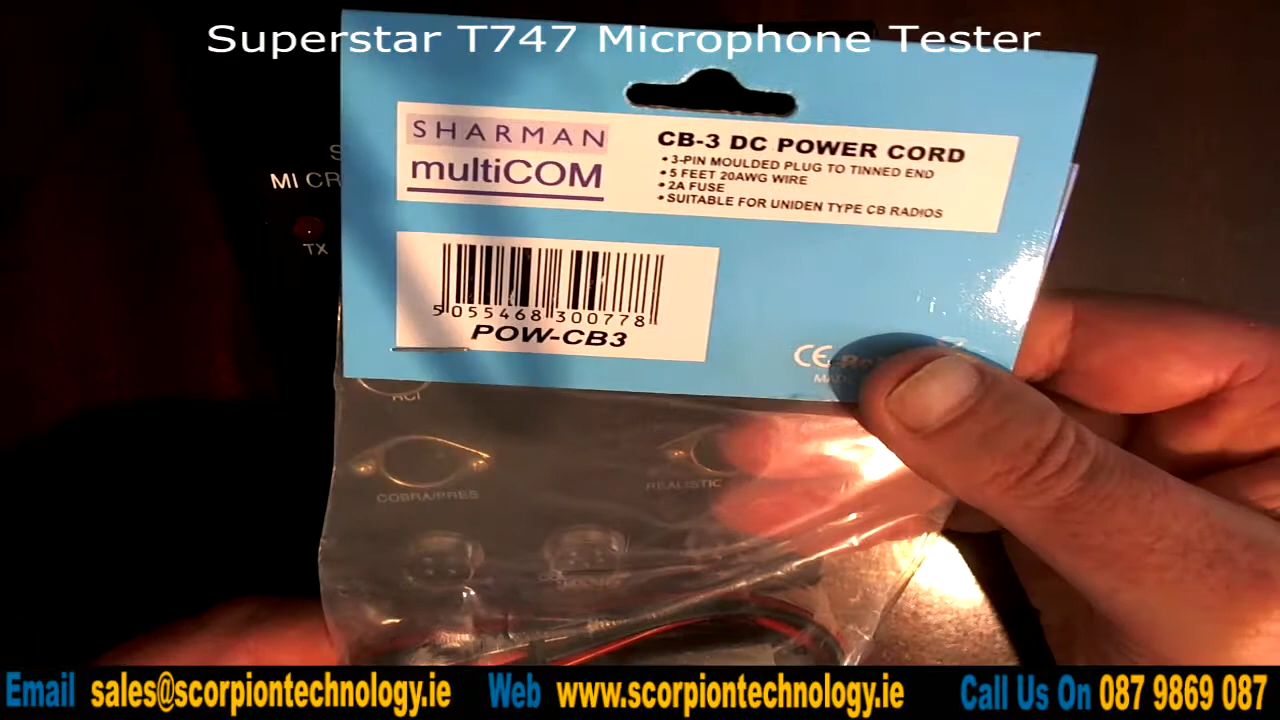 Superstar T747 Microphone Tester
SHARMAN
multiCOM
CB-3 DC POWER CORD
• 3-PIN MOULDED PLUG TO TINNED END
• 5 FEET 20AWG WIRE
• 2A FUSE
• SUITABLE FOR UNIDEN TYPE CB RADIOS
TX
5 055468 300778
POW-CB3
CE
RCI
COBRA/PRES
REALISTIC
Email sales@scorpiontechnology.ie Web www.scorpiontechnology.ie Call Us On 087 9869 087